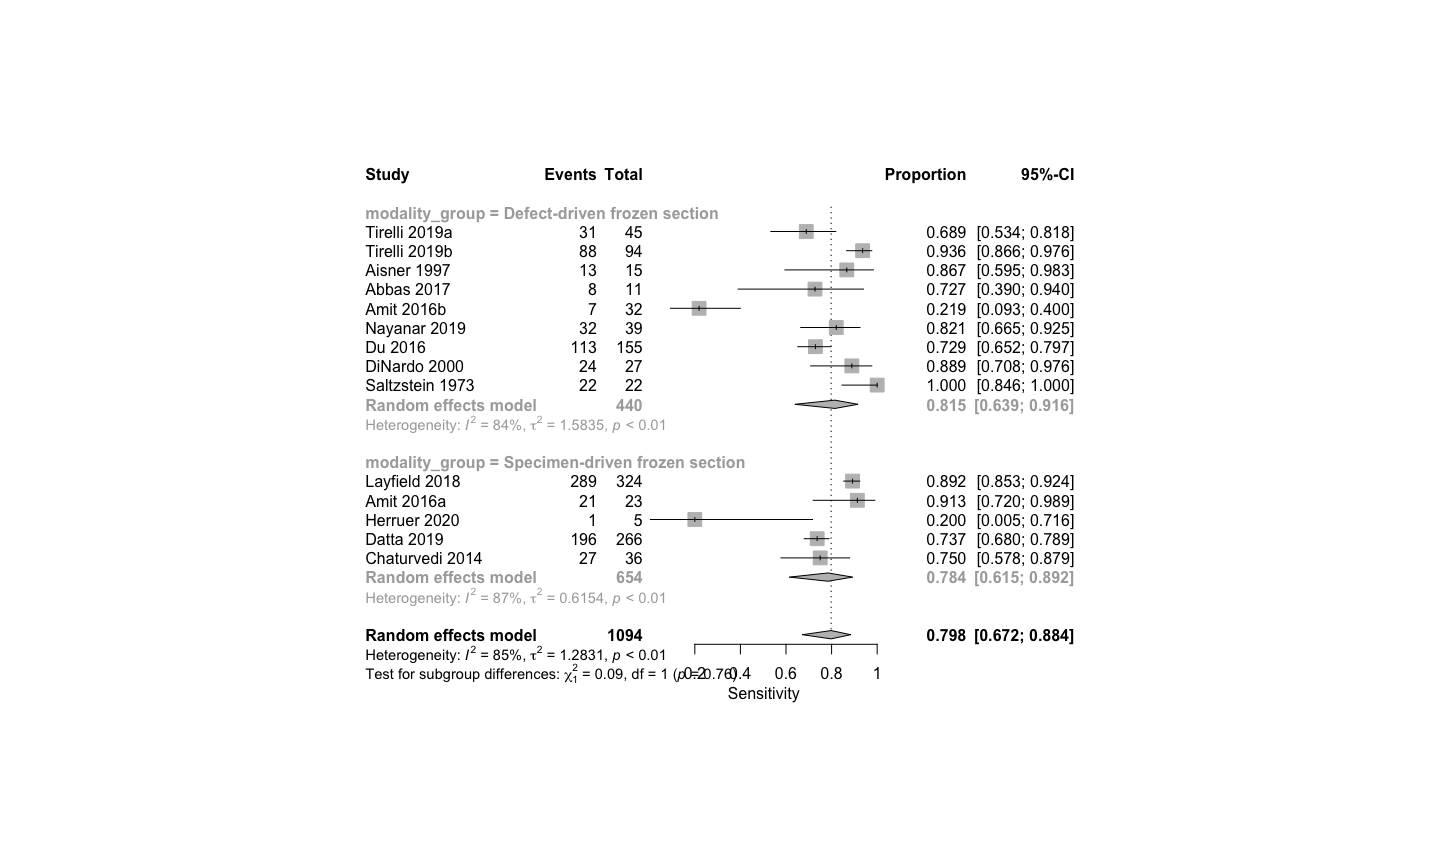 Study Events Total Proportion 95%-CI
modality_group = Defect-driven frozen section
Tirelli 2019a 31 45 0.689 [0.534; 0.818]
Tirelli 2019b 88 94 0.936 [0.866; 0.976]
Aisner 1997 13 15 0.867 [0.595; 0.983]
Abbas 2017 8 11 0.727 [0.390; 0.940]
Amit 2016b 7 32 0.219 [0.093; 0.400]
Nayanar 2019 32 39 0.821 [0.665; 0.925]
Du 2016 113 155 0.729 [0.652; 0.797]
DiNardo 2000 24 27 0.889 [0.708; 0.976]
Saltzstein 1973 22 22 1.000 [0.846; 1.000]
Random effects model 440 0.815 [0.639; 0.916]
Heterogeneity: I² = 84%, τ² = 1.5835, p < 0.01
modality_group = Specimen-driven frozen section
Layfield 2018 289 324 0.892 [0.853; 0.924]
Amit 2016a 21 23 0.913 [0.720; 0.989]
Herruer 2020 1 5 0.200 [0.005; 0.716]
Datta 2019 196 266 0.737 [0.680; 0.789]
Chaturvedi 2014 27 36 0.750 [0.578; 0.879]
Random effects model 654 0.784 [0.615; 0.892]
Heterogeneity: I² = 87%, τ² = 0.6154, p < 0.01
Random effects model 1094 0.798 [0.672; 0.884]
Heterogeneity: I² = 85%, τ² = 1.2831, p < 0.01
Test for subgroup differences: χ²₁ = 0.09, df = 1 (p = 0.76)
0.2 0.4 0.6 0.8 1
Sensitivity